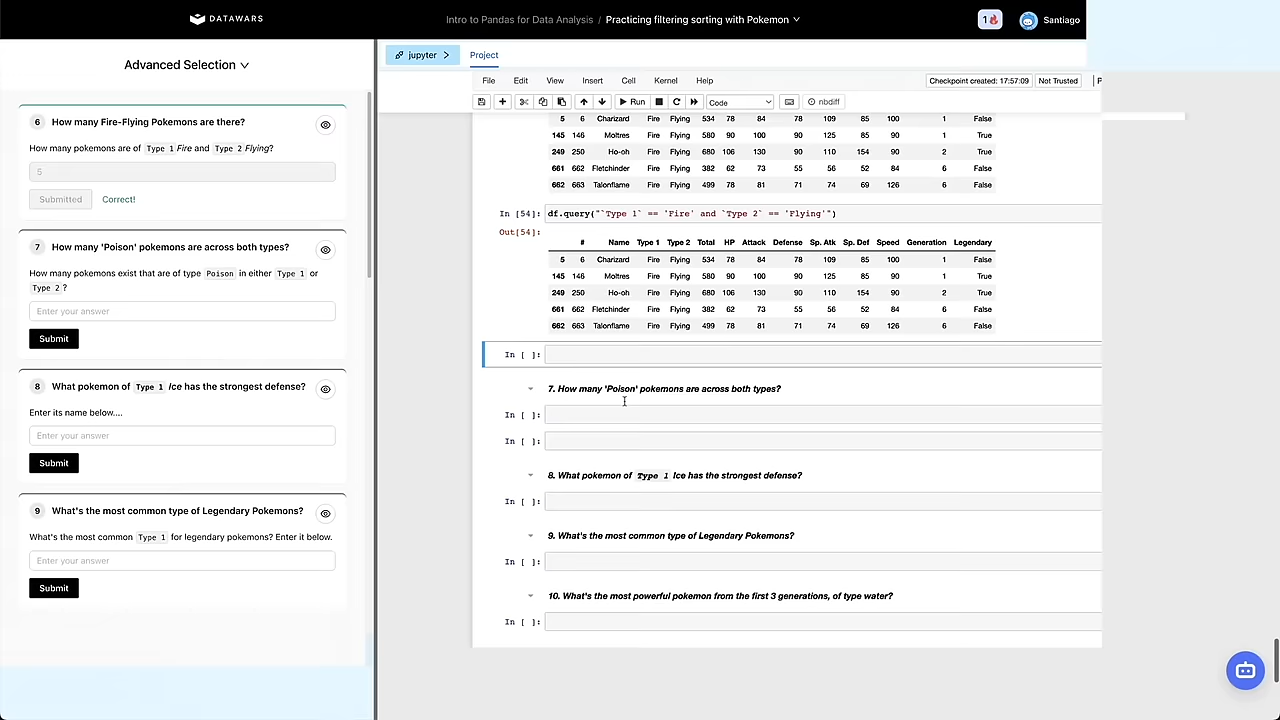 DATAWARS
Intro to Pandas for Data Analysis / Practicing filtering sorting with Pokemon
1
Santiago
Advanced Selection
6 How many Fire-Flying Pokemons are there?
How many pokemons are of Type 1 Fire and Type 2 Flying?
5
Submitted Correct!
7 How many 'Poison' pokemons are across both types?
How many pokemons exist that are of type Poison in either Type 1 or
Type 2 ?
Enter your answer
Submit
8 What pokemon of Type 1 Ice has the strongest defense?
Enter its name below....
Enter your answer
Submit
9 What's the most common type of Legendary Pokemons?
What's the most common Type 1 for legendary pokemons? Enter it below.
Enter your answer
Submit
jupyter Project
File Edit View Insert Cell Kernel Help Checkpoint created: 17:57:09 Not Trusted P
Run Code nbdiff
5 6 Charizard Fire Flying 534 78 84 78 109 85 100 1 False
145 146 Moltres Fire Flying 580 90 100 90 125 85 90 1 True
249 250 Ho-oh Fire Flying 680 106 130 90 110 154 90 2 True
661 662 Fletchinder Fire Flying 382 62 73 55 56 52 84 6 False
662 663 Talonflame Fire Flying 499 78 81 71 74 69 126 6 False
In [54]: df.query("`Type 1` == 'Fire' and `Type 2` == 'Flying'")
Out[54]:
# Name Type 1 Type 2 Total HP Attack Defense Sp. Atk Sp. Def Speed Generation Legendary
5 6 Charizard Fire Flying 534 78 84 78 109 85 100 1 False
145 146 Moltres Fire Flying 580 90 100 90 125 85 90 1 True
249 250 Ho-oh Fire Flying 680 106 130 90 110 154 90 2 True
661 662 Fletchinder Fire Flying 382 62 73 55 56 52 84 6 False
662 663 Talonflame Fire Flying 499 78 81 71 74 69 126 6 False
In [ ]:
7. How many 'Poison' pokemons are across both types?
In [ ]:
In [ ]:
8. What pokemon of Type 1 Ice has the strongest defense?
In [ ]:
9. What's the most common type of Legendary Pokemons?
In [ ]:
10. What's the most powerful pokemon from the first 3 generations, of type water?
In [ ]: